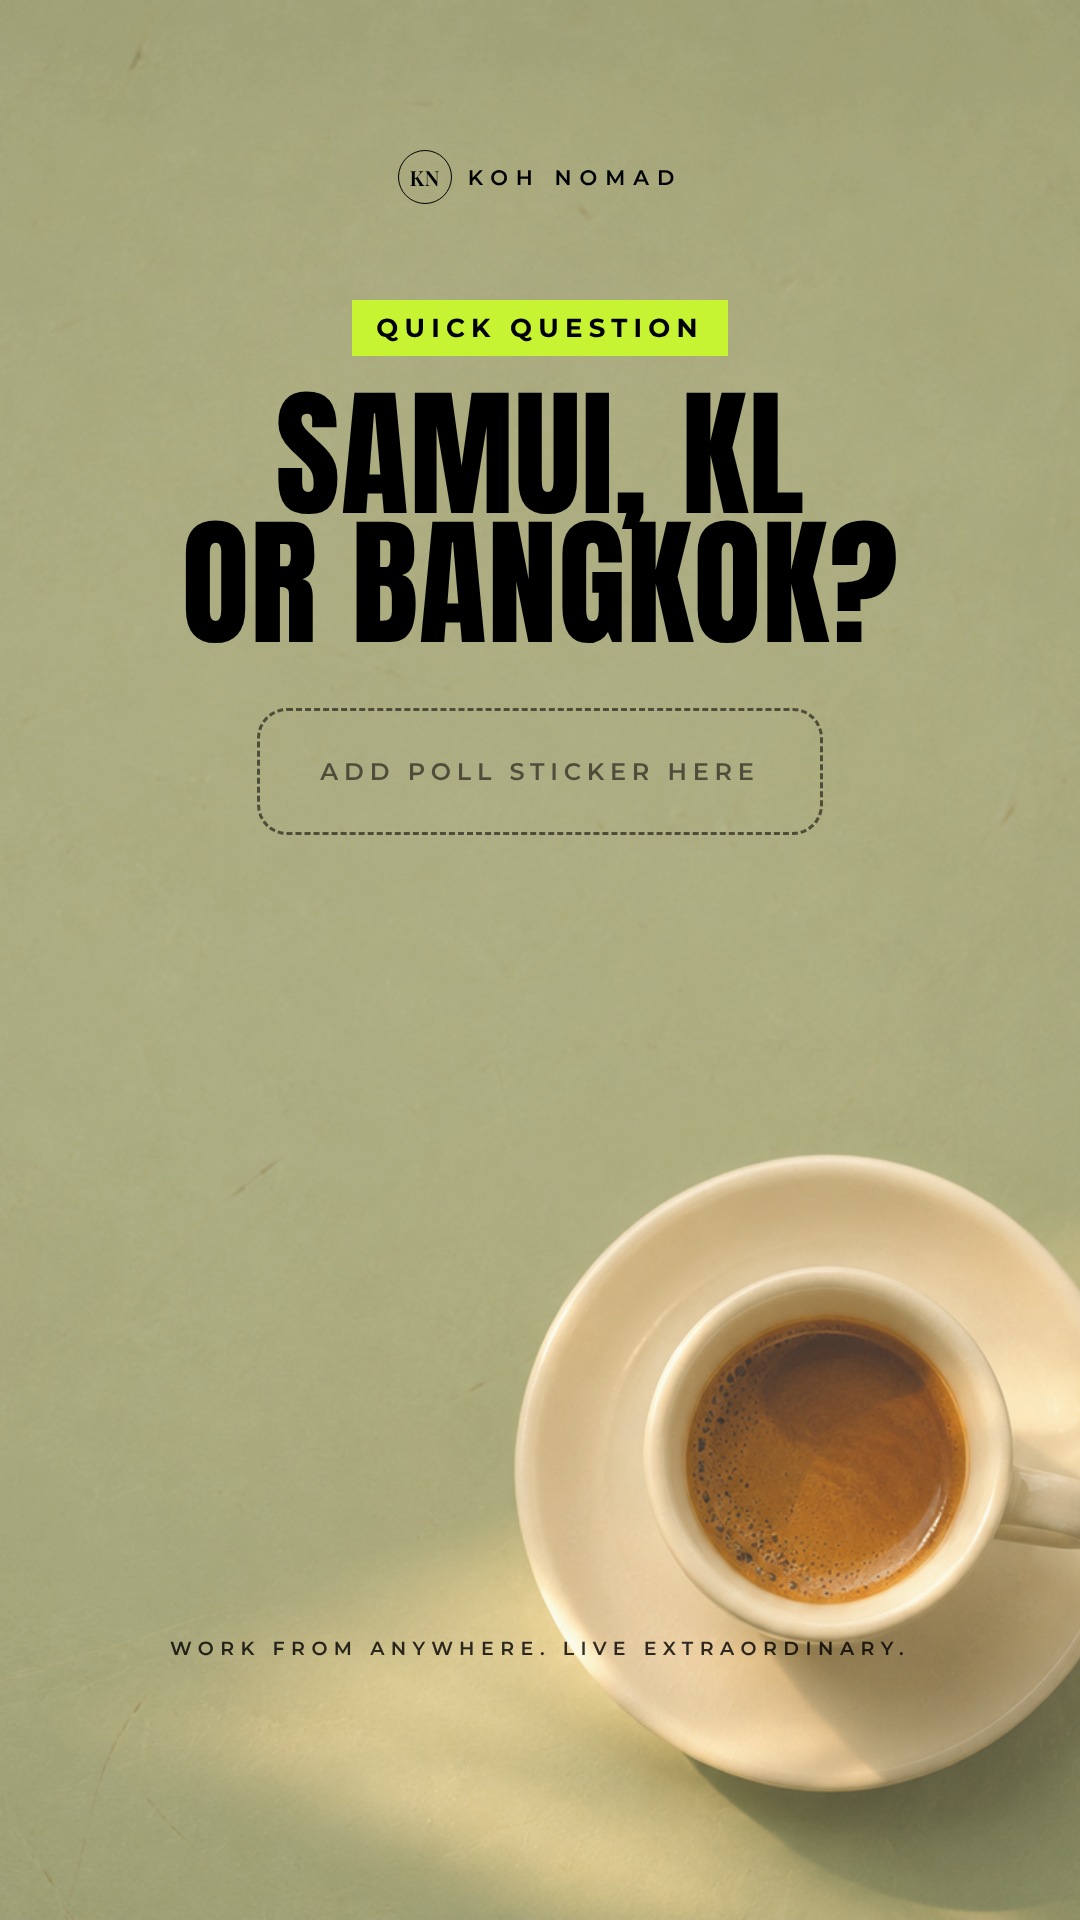 KN KOH NOMAD
QUICK QUESTION
SAMUI, KL
OR BANGKOK?
ADD POLL STICKER HERE
WORK FROM ANYWHERE. LIVE EXTRAORDINARY.